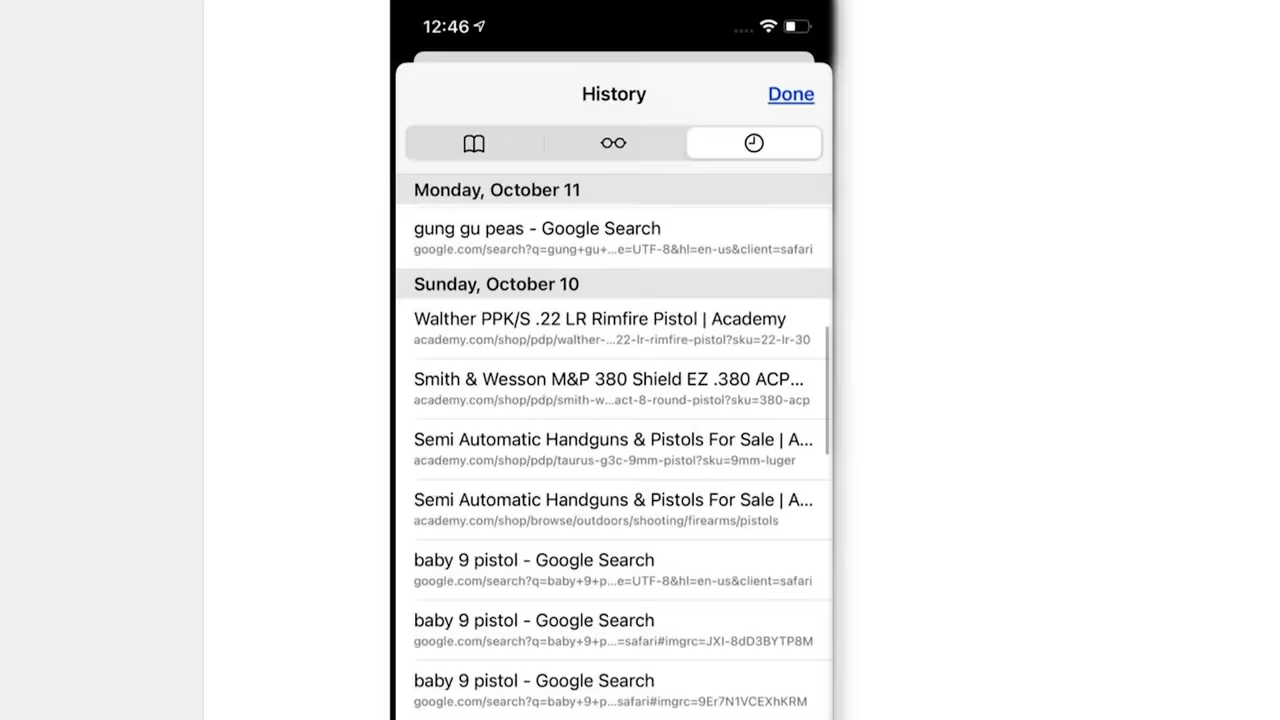 12:46
History
Done
Monday, October 11
gung gu peas - Google Search
google.com/search?q=gung+gu+...e=UTF-8&hl=en-us&client=safari
Sunday, October 10
Walther PPK/S .22 LR Rimfire Pistol | Academy
academy.com/shop/pdp/walther-...22-lr-rimfire-pistol?sku=22-lr-30
Smith & Wesson M&P 380 Shield EZ .380 ACP...
academy.com/shop/pdp/smith-w...act-8-round-pistol?sku=380-acp
Semi Automatic Handguns & Pistols For Sale | A...
academy.com/shop/pdp/taurus-g3c-9mm-pistol?sku=9mm-luger
Semi Automatic Handguns & Pistols For Sale | A...
academy.com/shop/browse/outdoors/shooting/firearms/pistols
baby 9 pistol - Google Search
google.com/search?q=baby+9+p...e=UTF-8&hl=en-us&client=safari
baby 9 pistol - Google Search
google.com/search?q=baby+9+p...=safari#imgrc=JXI-8dD3BYTP8M
baby 9 pistol - Google Search
google.com/search?q=baby+9+p...safari#imgrc=9Er7N1VCEXhKRM